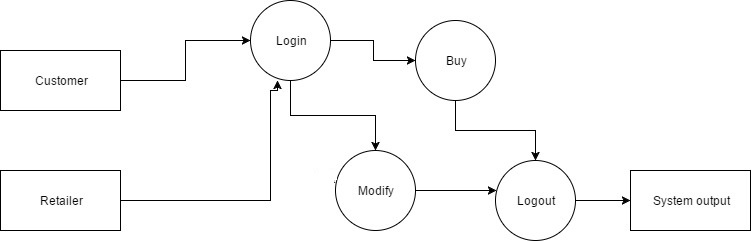 Login
Buy
Customer
Modify
Retailer
Logout
System output